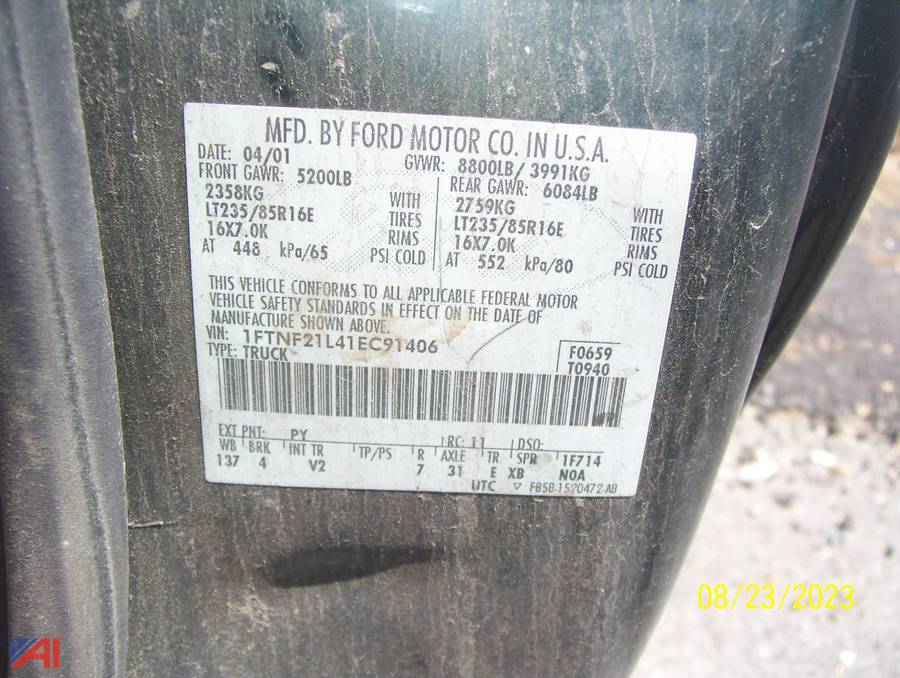 MFD. BY FORD MOTOR CO. IN U.S.A.
DATE: 04/01 GVWR: 8800LB/ 3991KG
FRONT GAWR: 5200LB REAR GAWR: 6084LB
2358KG WITH 2759KG WITH
LT235/85R16E TIRES LT235/85R16E TIRES
16X7.0K RIMS 16X7.0K RIMS
AT 448 kPa/65 PSI COLD AT 552 kPa/80 PSI COLD
THIS VEHICLE CONFORMS TO ALL APPLICABLE FEDERAL MOTOR
VEHICLE SAFETY STANDARDS IN EFFECT ON THE DATE OF
MANUFACTURE SHOWN ABOVE.
VIN: 1FTNF21L41EC91406 F0659
TYPE: TRUCK T0940
EXT PNT: PY RC: 11 DSO:
WB BRK INT TR TP/PS R AXLE TR SPR 1F714
137 4 V2 7 31 E XB N0A
UTC ▽ F85B-1520472-AB
08/23/2023
AI